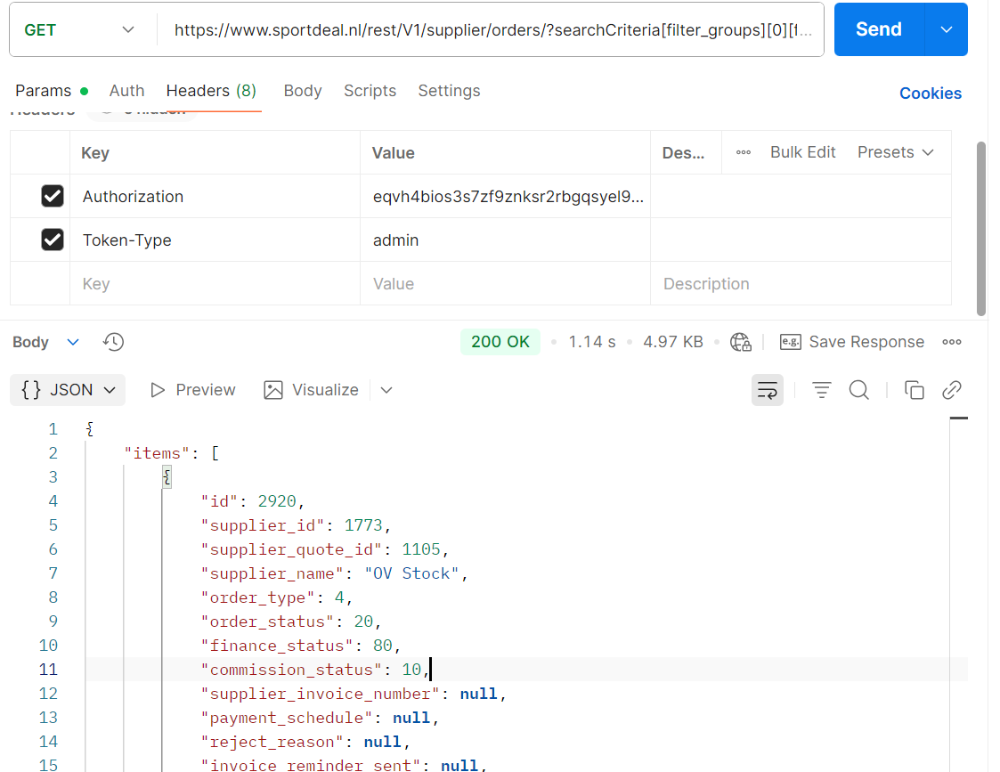 GET https://www.sportdeal.nl/rest/V1/supplier/orders/?searchCriteria[filter_groups][0][f... Send
Params Auth Headers (8) Body Scripts Settings Cookies
Headers hidden
Key Value Des... Bulk Edit Presets
Authorization eqvh4bios3s7zf9znksr2rbgqsyel9...
Token-Type admin
Key Value Description
Body 200 OK 1.14 s 4.97 KB e.g. Save Response
{} JSON Preview Visualize
1 {
2 "items": [
3 {
4 "id": 2920,
5 "supplier_id": 1773,
6 "supplier_quote_id": 1105,
7 "supplier_name": "OV Stock",
8 "order_type": 4,
9 "order_status": 20,
10 "finance_status": 80,
11 "commission_status": 10,
12 "supplier_invoice_number": null,
13 "payment_schedule": null,
14 "reject_reason": null,
15 "invoice_reminder_sent": null,